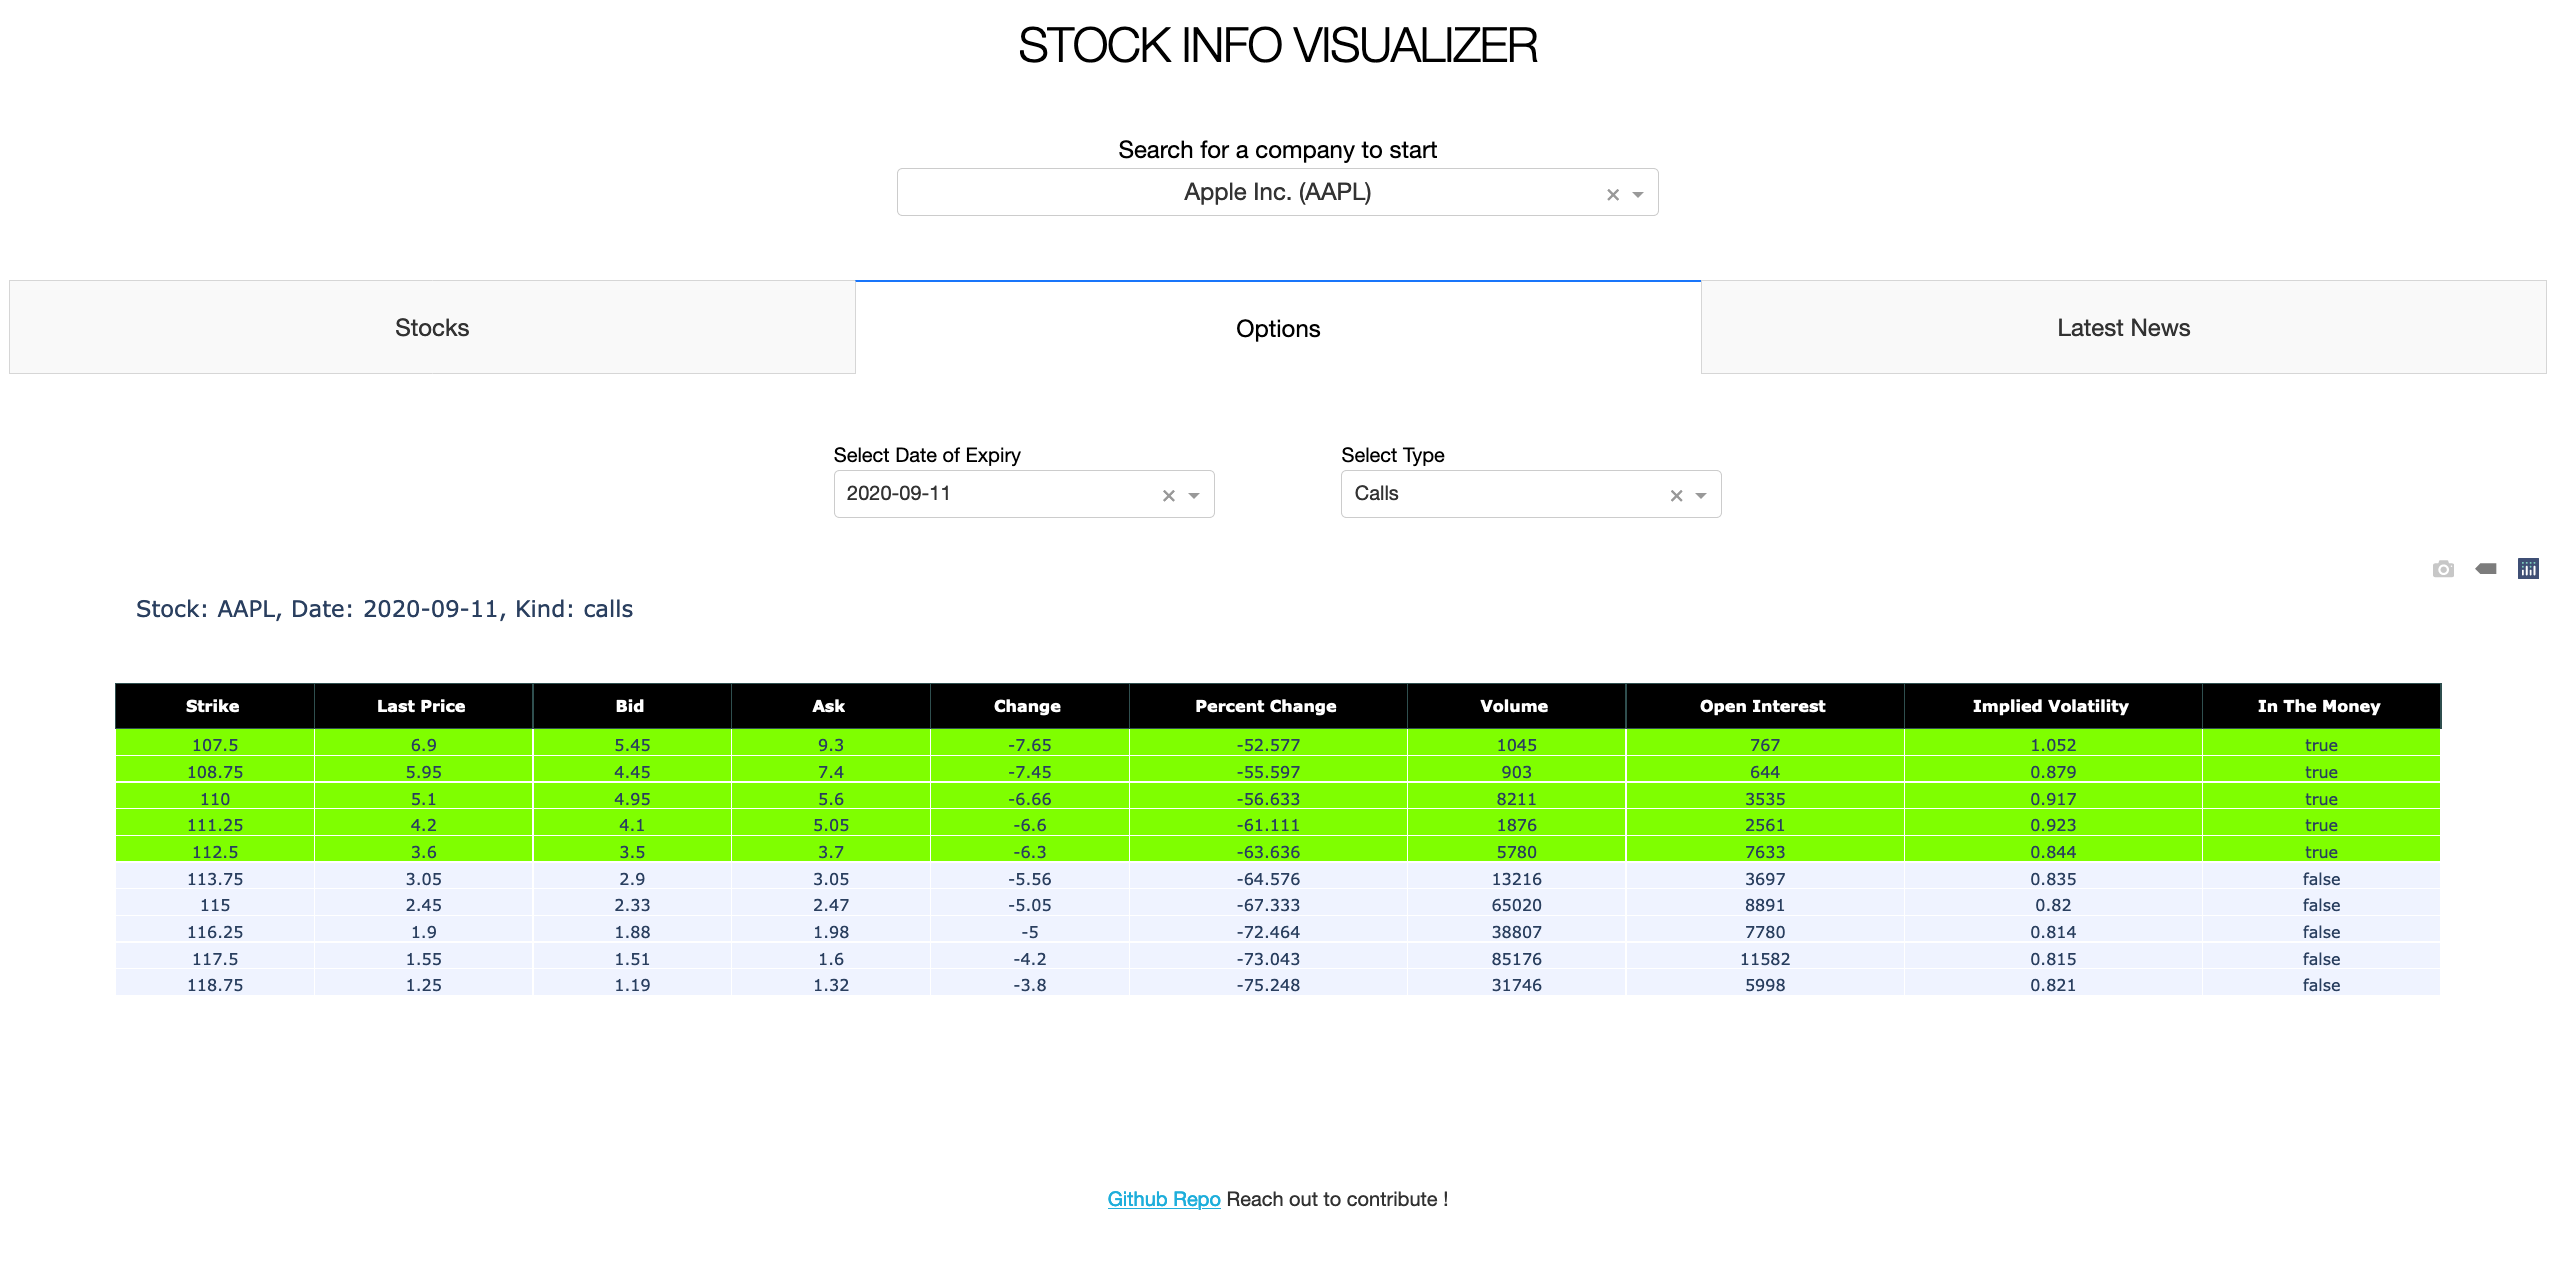 STOCK INFO VISUALIZER
Search for a company to start
Apple Inc. (AAPL)
Stocks Options Latest News
Select Date of Expiry Select Type
2020-09-11 Calls
Stock: AAPL, Date: 2020-09-11, Kind: calls
Strike Last Price Bid Ask Change Percent Change Volume Open Interest Implied Volatility In The Money
107.5 6.9 5.45 9.3 -7.65 -52.577 1045 767 1.052 true
108.75 5.95 4.45 7.4 -7.45 -55.597 903 644 0.879 true
110 5.1 4.95 5.6 -6.66 -56.633 8211 3535 0.917 true
111.25 4.2 4.1 5.05 -6.6 -61.111 1876 2561 0.923 true
112.5 3.6 3.5 3.7 -6.3 -63.636 5780 7633 0.844 true
113.75 3.05 2.9 3.05 -5.56 -64.576 13216 3697 0.835 false
115 2.45 2.33 2.47 -5.05 -67.333 65020 8891 0.82 false
116.25 1.9 1.88 1.98 -5 -72.464 38807 7780 0.814 false
117.5 1.55 1.51 1.6 -4.2 -73.043 85176 11582 0.815 false
118.75 1.25 1.19 1.32 -3.8 -75.248 31746 5998 0.821 false
Github Repo Reach out to contribute !